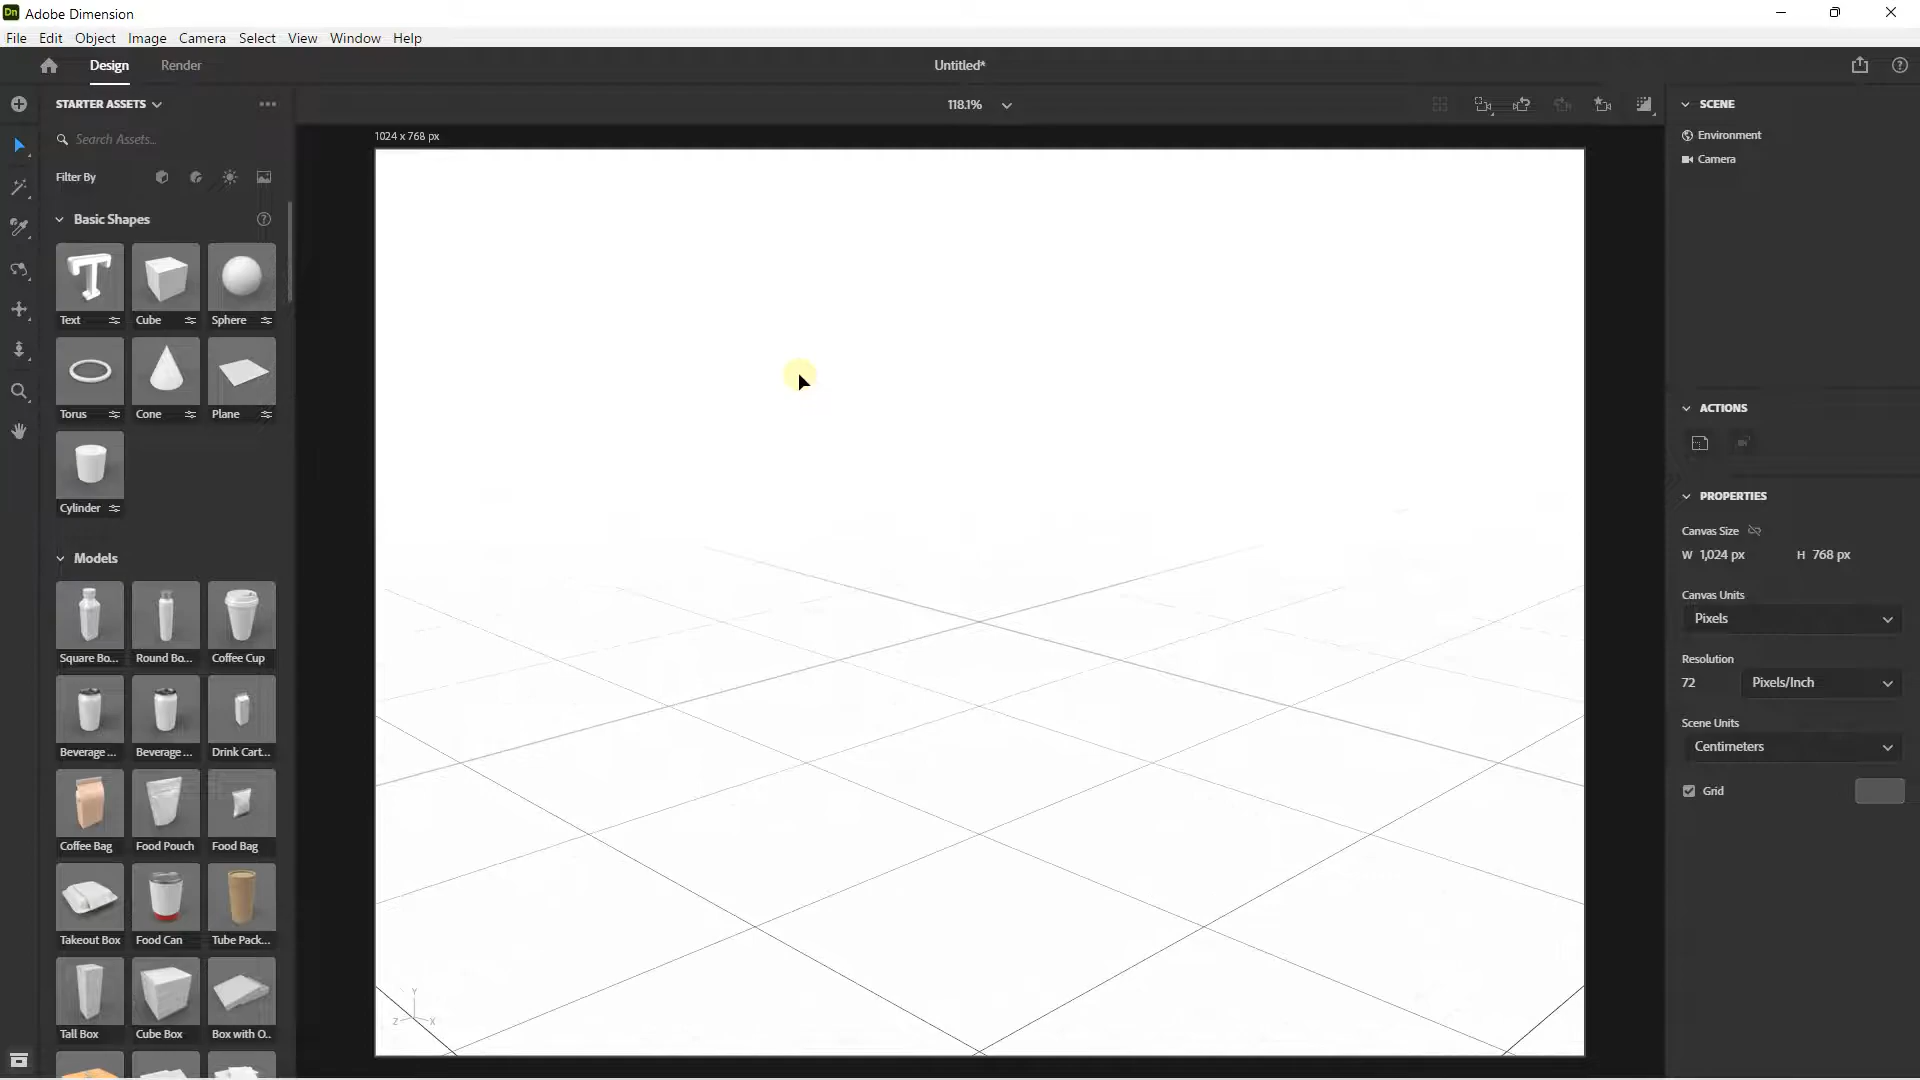 Dn Adobe Dimension
File Edit Object Image Camera Select View Window Help
Design Render Untitled*
STARTER ASSETS
Search Assets...
Filter By
Basic Shapes
Text Cube Sphere
Torus Cone Plane
Cylinder
Models
Square Bo... Round Bo... Coffee Cup
Beverage ... Beverage ... Drink Cart...
Coffee Bag Food Pouch Food Bag
Takeout Box Food Can Tube Pack...
Tall Box Cube Box Box with O..
118.1%
1024 x 768 px
Y
Z X
SCENE
Environment
Camera
ACTIONS
PROPERTIES
Canvas Size
W 1,024 px H 768 px
Canvas Units
Pixels
Resolution
72 Pixels/Inch
Scene Units
Centimeters
Grid